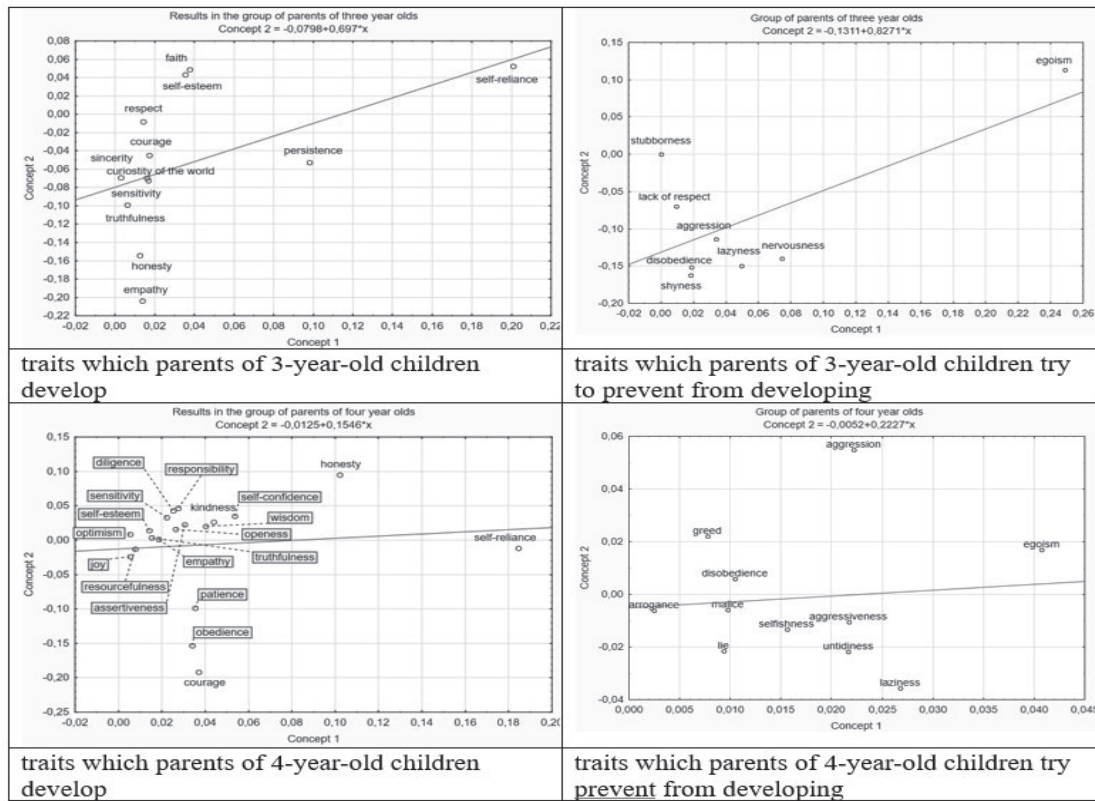 Results in the group of parents of three year olds
Concept 2 = -0,0798+0,697*x
0,08
0,06
0,04
0,02
0,00
-0,02
-0,04
-0,06
-0,08
-0,10
-0,12
-0,14
-0,16
-0,18
-0,20
-0,22
Concept 2
faith
self-esteem
self-reliance
respect
courage
sincerity
persistence
curiostity of the world
sensitivity
truthfulness
honesty
empathy
-0,02 0,00 0,02 0,04 0,06 0,08 0,10 0,12 0,14 0,16 0,18 0,20 0,22
Concept 1
Group of parents of three year olds
Concept 2 = -0,1311+0,8271*x
0,15
0,10
0,05
0,00
-0,05
-0,10
-0,15
-0,20
Concept 2
egoism
stubborness
lack of respect
aggression
lazyness
nervousness
disobedience
shyness
-0,02 0,00 0,02 0,04 0,06 0,08 0,10 0,12 0,14 0,16 0,18 0,20 0,22 0,24 0,26
Concept 1
traits which parents of 3-year-old children
develop
traits which parents of 3-year-old children try
to prevent from developing
Results in the group of parents of four year olds
Concept 2 = -0,0125+0,1546*x
0,15
0,10
0,05
0,00
-0,05
-0,10
-0,15
-0,20
-0,25
Concept 2
diligence
responsibility
honesty
sensitivity
kindness
self-confidence
self-esteem
wisdom
optimism
openess
self-reliance
joy
empathy
truthfulness
resourcefulness
patience
assertiveness
obedience
courage
-0,02 0,00 0,02 0,04 0,06 0,08 0,10 0,12 0,14 0,16 0,18 0,20
Concept 1
Group of parents of four year olds
Concept 2 = -0,0052+0,2227*x
0,06
0,04
0,02
0,00
-0,02
-0,04
Concept 2
aggression
greed
egoism
disobedience
arrogance
malice
aggressiveness
selfishness
lie
untidiness
laziness
0,000 0,005 0,010 0,015 0,020 0,025 0,030 0,035 0,040 0,045
Concept 1
traits which parents of 4-year-old children
develop
traits which parents of 4-year-old children try
prevent from developing